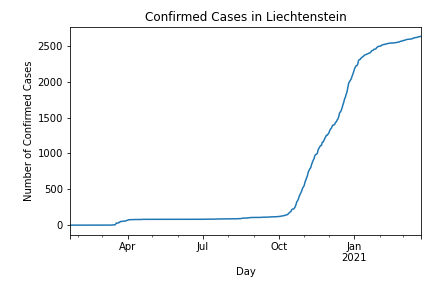 Confirmed Cases in Liechtenstein
Number of Confirmed Cases
2500
2000
1500
1000
500
0
Apr
Jul
Oct
Jan
2021
Day